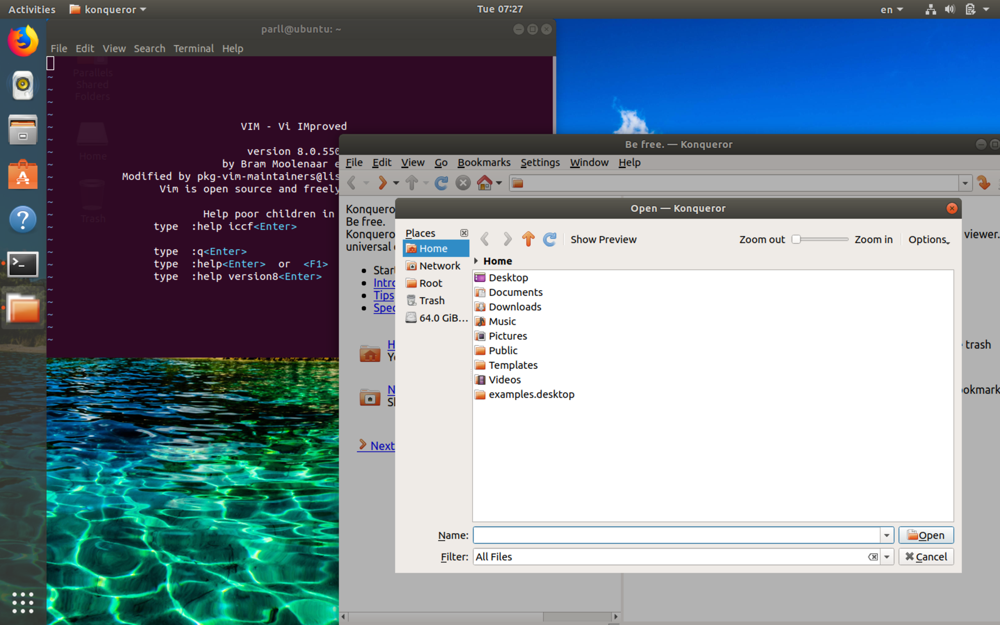 Activities konqueror Tue 07:27 en
parll@ubuntu: ~
File Edit View Search Terminal Help
Parallels
Shared
Folders
Home
Trash
~
~
~
~
~ VIM - Vi IMproved
~
~ version 8.0.550
~ by Bram Moolenaar e
~ Modified by pkg-vim-maintainers@lis
~ Vim is open source and freely
~
~ Help poor children in
~ type :help iccf<Enter>
~
~ type :q<Enter>
~ type :help<Enter> or <F1>
~ type :help version8<Enter>
~
~
~
~
~
Be free. — Konqueror
File Edit View Go Bookmarks Settings Window Help
Konquero
Be free.
Konquero viewer.
universal
Star
Intro
Tips
Spec
H
Y
trash
N
S
okmark
Next
Open — Konqueror
Places
Home
Network
Root
Trash
64.0 GiB...
Show Preview Zoom out Zoom in Options
Home
Desktop
Documents
Downloads
Music
Pictures
Public
Templates
Videos
examples.desktop
Name: Open
Filter: All Files Cancel